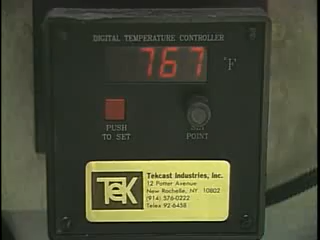 DIGITAL TEMPERATURE CONTROLLER
767 °F
PUSH
TO SET
SET
POINT
TEK
Tekcast Industries, Inc.
12 Potter Avenue
New Rochelle, NY 10802
(914) 576-0222
Telex 92-6458